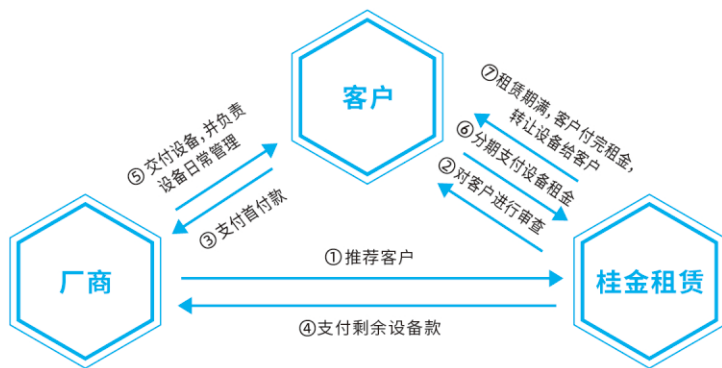 客户
⑦租赁期满，客户付完租金，
转让设备给客户
⑥分期支付设备租金
②对客户进行审查
⑤交付设备，并负责
设备日常管理
③支付首付款
厂商
①推荐客户
桂金租赁
④支付剩余设备款